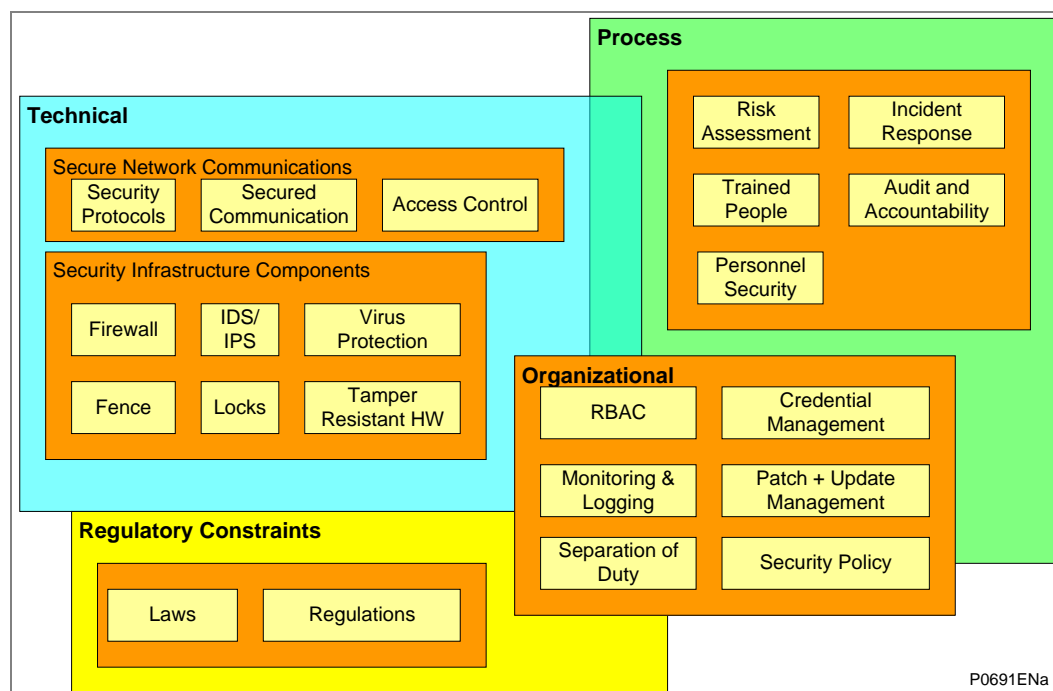 Process
Risk
Assessment
Incident
Response
Trained
People
Audit and
Accountability
Personnel
Security
Technical
Secure Network Communications
Security
Protocols
Secured
Communication
Access Control
Security Infrastructure Components
Firewall
IDS/
IPS
Virus
Protection
Fence
Locks
Tamper
Resistant HW
Organizational
RBAC
Credential
Management
Monitoring &
Logging
Patch + Update
Management
Separation of
Duty
Security Policy
Regulatory Constraints
Laws
Regulations
P0691ENa